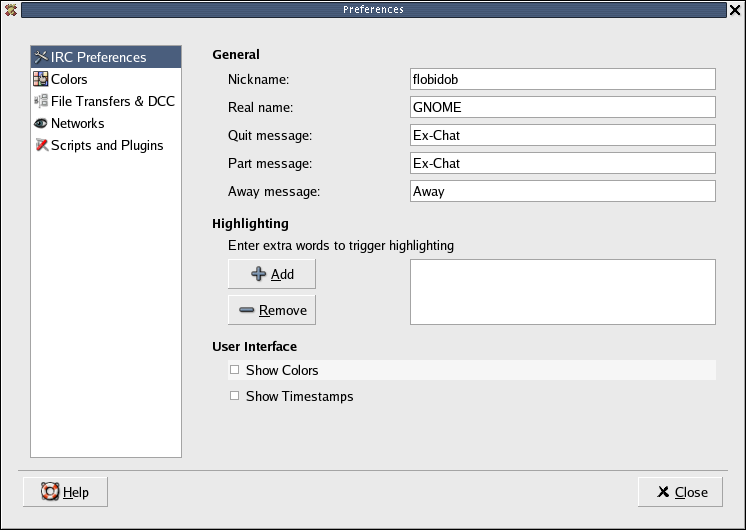 Preferences
IRC Preferences
Colors
File Transfers & DCC
Networks
Scripts and Plugins
General
Nickname: flobidob
Real name: GNOME
Quit message: Ex-Chat
Part message: Ex-Chat
Away message: Away
Highlighting
Enter extra words to trigger highlighting
Add
Remove
User Interface
Show Colors
Show Timestamps
Help
Close